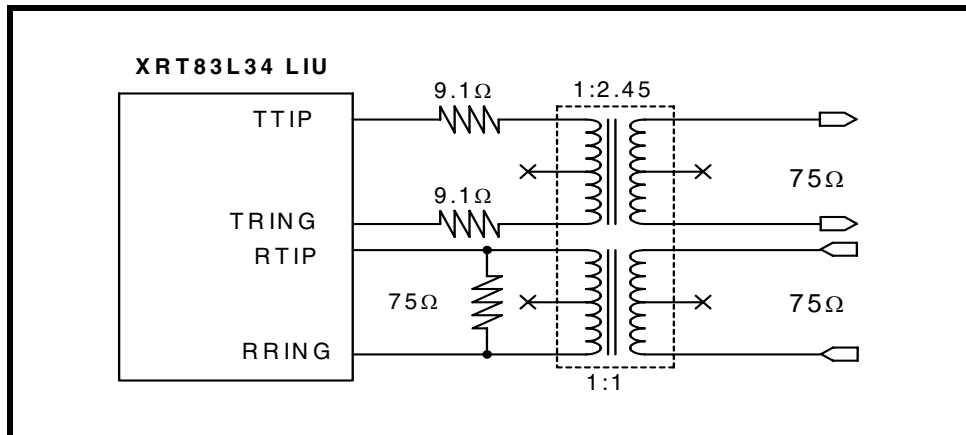 XRT83L34 LIU
9.1Ω
1:2.45
TTIP
75Ω
9.1Ω
TRING
RTIP
75Ω
75Ω
RRING
1:1